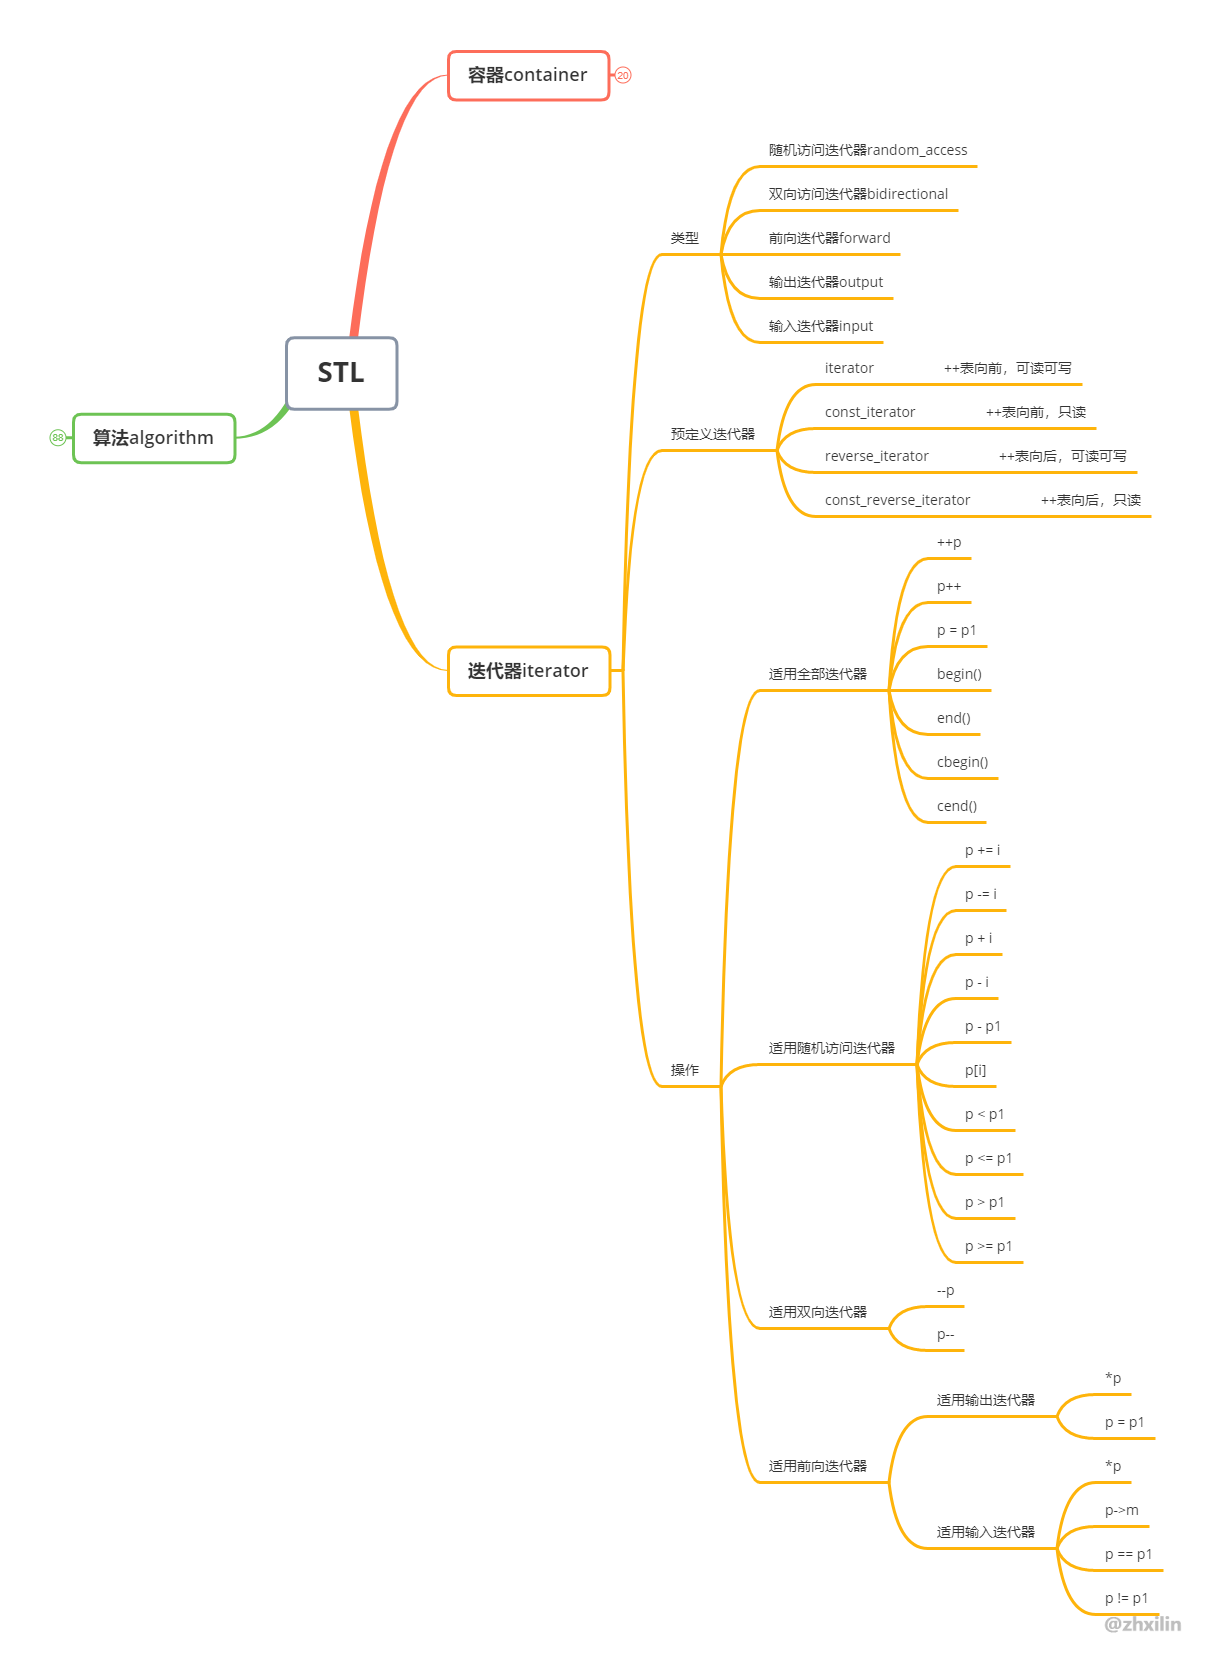 STL
容器container
20
算法algorithm
88
迭代器iterator
类型
随机访问迭代器random_access
双向访问迭代器bidirectional
前向迭代器forward
输出迭代器output
输入迭代器input
预定义迭代器
iterator ++表向前，可读可写
const_iterator ++表向前，只读
reverse_iterator ++表向后，可读可写
const_reverse_iterator ++表向后，只读
操作
适用全部迭代器
++p
p++
p = p1
begin()
end()
cbegin()
cend()
适用随机访问迭代器
p += i
p -= i
p + i
p - i
p - p1
p[i]
p < p1
p <= p1
p > p1
p >= p1
适用双向迭代器
--p
p--
适用前向迭代器
适用输出迭代器
*p
p = p1
适用输入迭代器
*p
p->m
p == p1
p != p1
@zhxilin